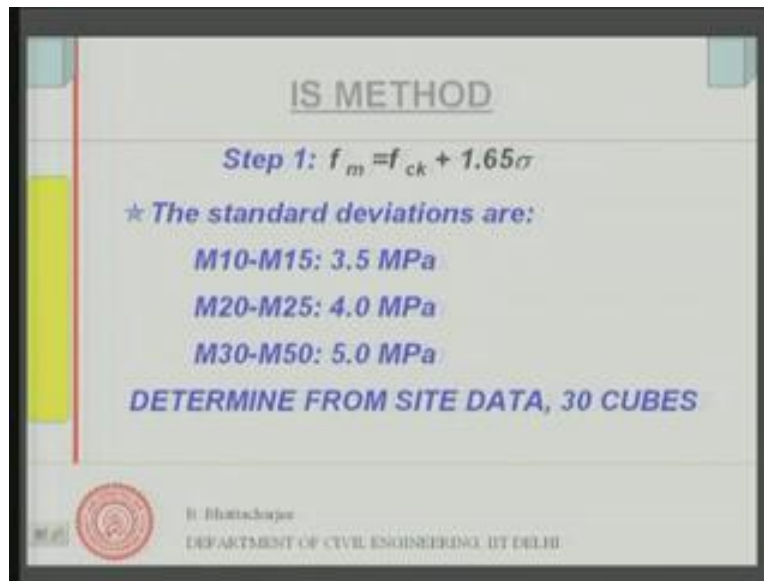 IS METHOD
Step 1: f m =f ck + 1.65σ
* The standard deviations are:
M10-M15: 3.5 MPa
M20-M25: 4.0 MPa
M30-M50: 5.0 MPa
DETERMINE FROM SITE DATA, 30 CUBES
B. Bhattacharjee
DEPARTMENT OF CIVIL ENGINEERING, IIT DELHI